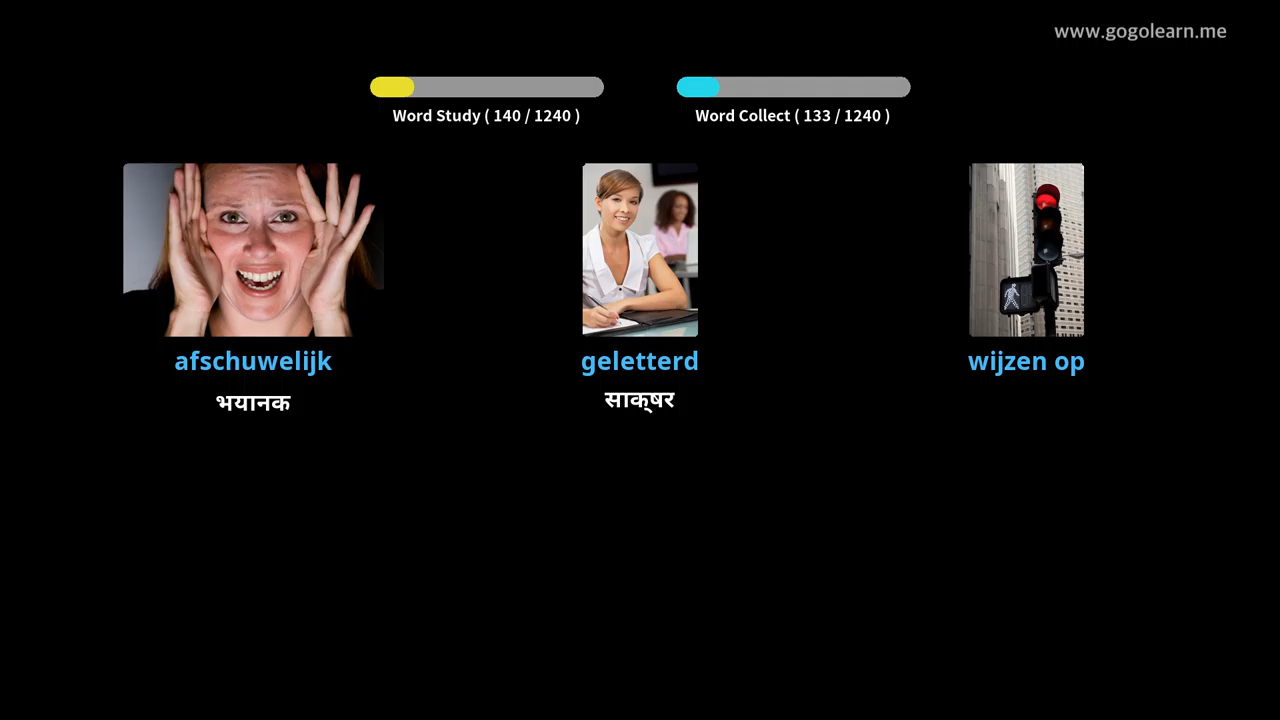 www.gogolearn.me
Word Study ( 140 / 1240 )
Word Collect ( 133 / 1240 )
afschuwelijk
geletterd
wijzen op
भयानक
साक्षर